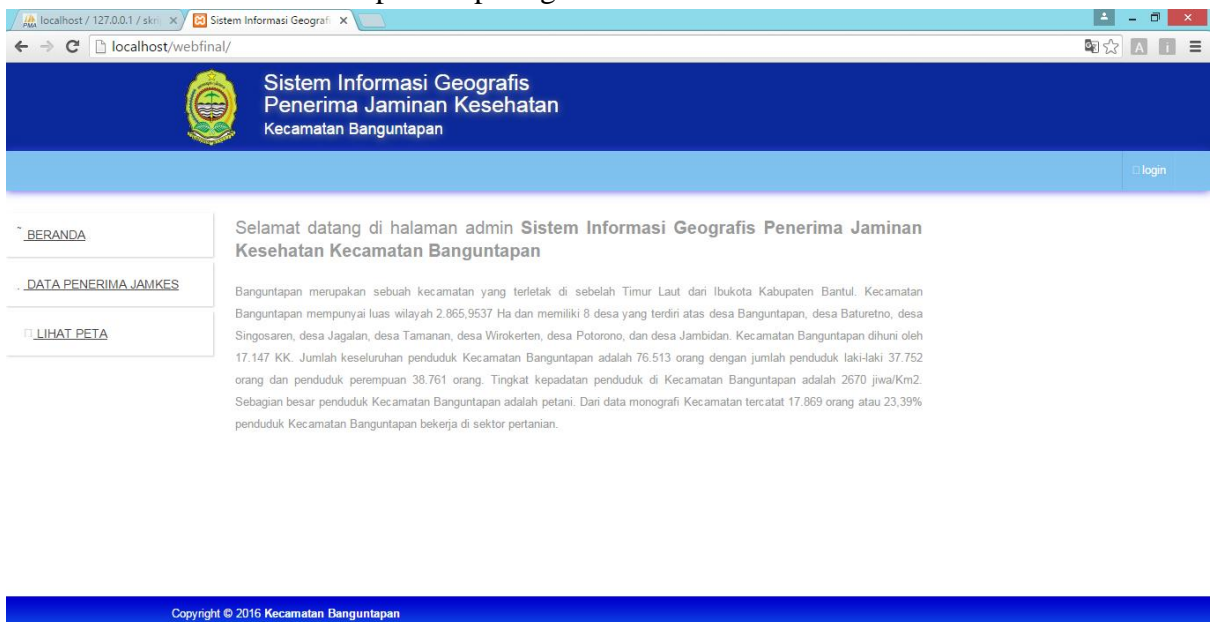 localhost / 127.0.0.1 / skri
Sistem Informasi Geografi
localhost/webfinal/
Sistem Informasi Geografis
Penerima Jaminan Kesehatan
Kecamatan Banguntapan
login
BERANDA
DATA PENERIMA JAMKES
LIHAT PETA
Selamat datang di halaman admin Sistem Informasi Geografis Penerima Jaminan
Kesehatan Kecamatan Banguntapan
Banguntapan merupakan sebuah kecamatan yang terletak di sebelah Timur Laut dari Ibukota Kabupaten Bantul. Kecamatan
Banguntapan mempunyai luas wilayah 2.865,9537 Ha dan memiliki 8 desa yang terdiri atas desa Banguntapan, desa Baturetno, desa
Singosaren, desa Jagalan, desa Tamanan, desa Wirokerten, desa Potorono, dan desa Jambidan. Kecamatan Banguntapan dihuni oleh
17.147 KK. Jumlah keseluruhan penduduk Kecamatan Banguntapan adalah 76.513 orang dengan jumlah penduduk laki-laki 37.752
orang dan penduduk perempuan 38.761 orang. Tingkat kepadatan penduduk di Kecamatan Banguntapan adalah 2670 jiwa/Km2.
Sebagian besar penduduk Kecamatan Banguntapan adalah petani. Dari data monografi Kecamatan tercatat 17.869 orang atau 23,39%
penduduk Kecamatan Banguntapan bekerja di sektor pertanian.
Copyright © 2016 Kecamatan Banguntapan